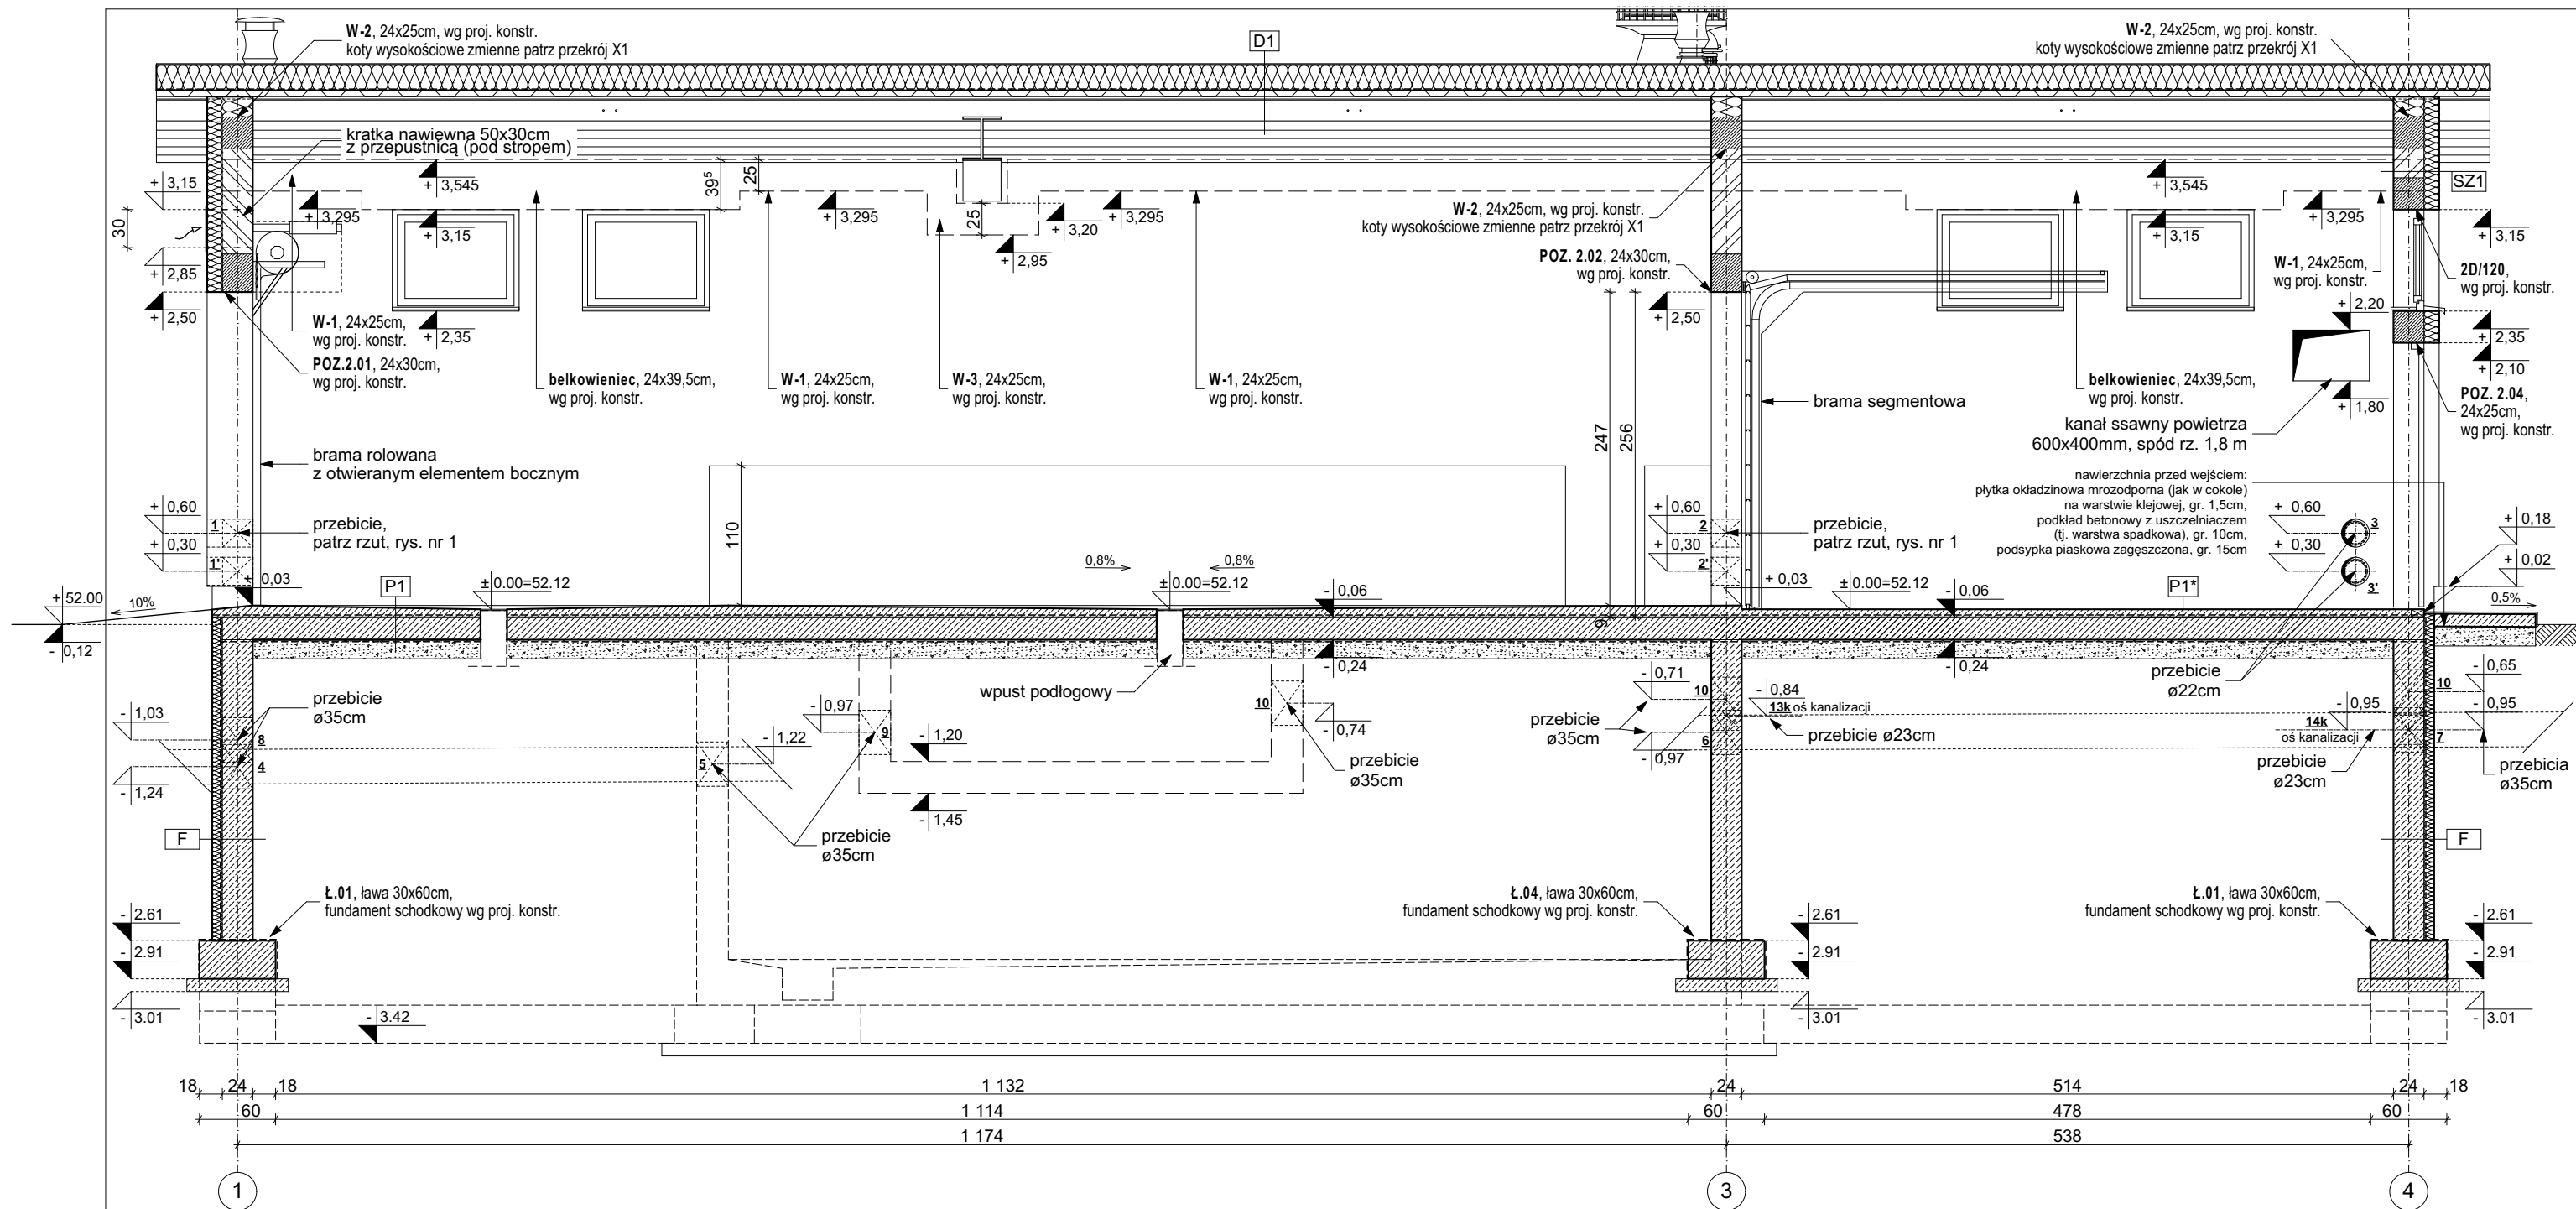 W-2, 24x25cm, wg proj. konstr.
koty wysokościowe zmienne patrz przekrój X1
D1
W-2, 24x25cm, wg proj. konstr.
koty wysokościowe zmienne patrz przekrój X1
kratka nawiewna 50x30cm
z przepustnicą (pod stropem)
+ 3,15
30
+ 2,85
+ 2,50
+ 3,545
+ 3,295
+ 3,15
+ 2,35
39⁵
25
+ 3,295
25
+ 3,20
+ 2,95
+ 3,295
W-2, 24x25cm, wg proj. konstr.
koty wysokościowe zmienne patrz przekrój X1
POZ. 2.02, 24x30cm,
wg proj. konstr.
+ 2,50
+ 3,545
+ 3,15
+ 3,295
SZ1
+ 3,15
W-1, 24x25cm,
wg proj. konstr.
2D/120,
wg proj. konstr.
+ 2,20
+ 2,35
+ 2,10
+ 1,80
W-1, 24x25cm,
wg proj. konstr.
POZ.2.01, 24x30cm,
wg proj. konstr.
belkowieniec, 24x39,5cm,
wg proj. konstr.
W-1, 24x25cm,
wg proj. konstr.
W-3, 24x25cm,
wg proj. konstr.
W-1, 24x25cm,
wg proj. konstr.
247
256
brama segmentowa
belkowieniec, 24x39,5cm,
wg proj. konstr.
POZ. 2.04,
24x25cm,
wg proj. konstr.
kanał ssawny powietrza
600x400mm, spód rz. 1,8 m
brama rolowana
z otwieranym elementem bocznym
nawierzchnia przed wejściem:
płytka okładzinowa mrozodporna (jak w cokole)
na warstwie klejowej, gr. 1,5cm,
podkład betonowy z uszczelniaczem
(tj. warstwa spadkowa), gr. 10cm,
podsypka piaskowa zagęszczona, gr. 15cm
+ 0,60
+ 0,30
1
1'
przebicie,
patrz rzut, rys. nr 1
110
+ 0,60
+ 0,30
2
2'
przebicie,
patrz rzut, rys. nr 1
+ 0,60
+ 0,30
3
3'
+ 0,18
+ 0,02
+ 52.00
10%
- 0,12
+ 0,03
P1
± 0.00=52.12
0,8%
0,8%
± 0.00=52.12
- 0,06
9
+ 0,03
±0.00=52.12
- 0,06
P1*
0,5%
- 0,24
- 0,24
wpust podłogowy
przebicie
ø22cm
przebicie
ø35cm
- 1,03
- 1,24
8
4
5
- 1,22
- 0,97
9
- 1,20
- 1,45
10
- 0,74
przebicie
ø35cm
przebicie
ø35cm
- 0,71
10
przebicie
ø35cm
6
- 0,97
- 0,84
13k oś kanalizacji
przebicie ø23cm
- 0,95
14k
oś kanalizacji
przebicie
ø23cm
- 0,65
10
- 0,95
7
przebicia
ø35cm
F
F
Ł.01, ława 30x60cm,
fundament schodkowy wg proj. konstr.
Ł.04, ława 30x60cm,
fundament schodkowy wg proj. konstr.
Ł.01, ława 30x60cm,
fundament schodkowy wg proj. konstr.
- 2.61
- 2.91
- 3.01
- 3.42
- 2.61
- 2.91
- 3.01
- 2.61
- 2.91
- 3.01
18 24 18 1 132 24 514 24 18
60 1 114 60 478 60
1 174 538
1 3 4